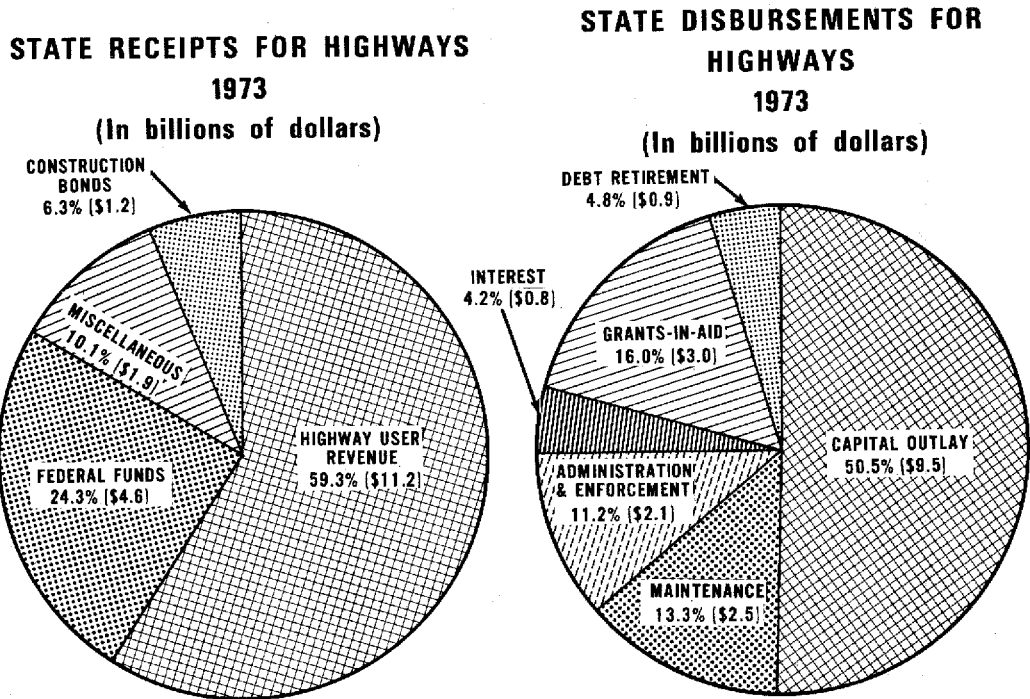 STATE RECEIPTS FOR HIGHWAYS
1973
(In billions of dollars)
CONSTRUCTION
BONDS
6.3% ($1.2)
MISCELLANEOUS
10.1% ($1.9)
FEDERAL FUNDS
24.3% ($4.6)
HIGHWAY USER
REVENUE
59.3% ($11.2)
STATE DISBURSEMENTS FOR
HIGHWAYS
1973
(In billions of dollars)
DEBT RETIREMENT
4.8% ($0.9)
INTEREST
4.2% ($0.8)
GRANTS-IN-AID
16.0% ($3.0)
CAPITAL OUTLAY
50.5% ($9.5)
ADMINISTRATION
& ENFORCEMENT
11.2% ($2.1)
MAINTENANCE
13.3% ($2.5)